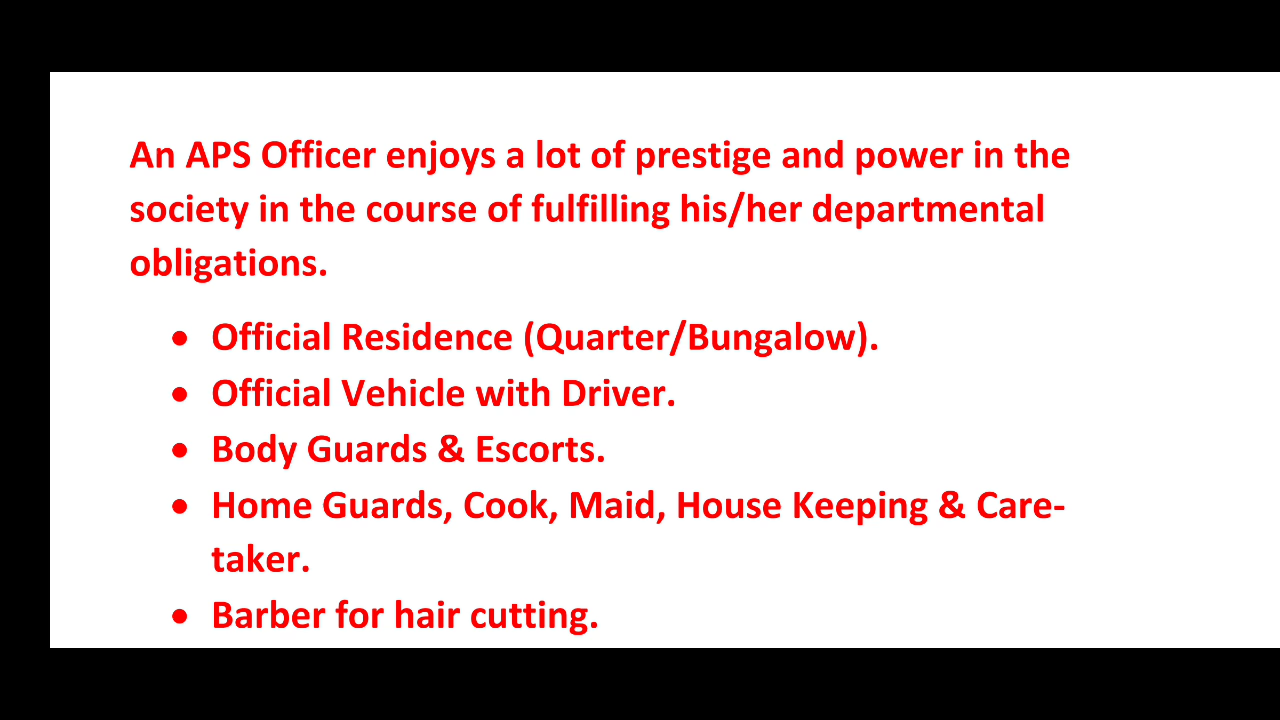 An APS Officer enjoys a lot of prestige and power in the
society in the course of fulfilling his/her departmental
obligations.
• Official Residence (Quarter/Bungalow).
• Official Vehicle with Driver.
• Body Guards & Escorts.
• Home Guards, Cook, Maid, House Keeping & Care-
taker.
• Barber for hair cutting.